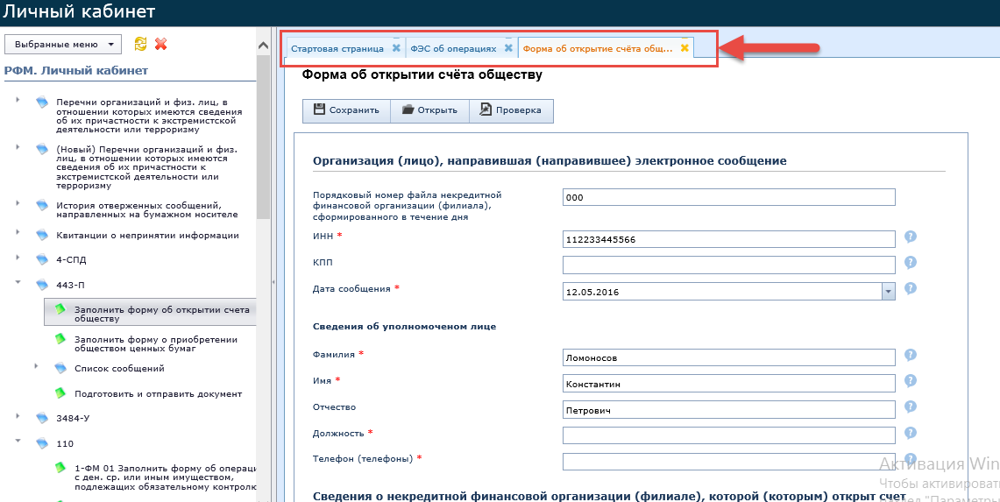 Личный кабинет
Выбранные меню
РФМ. Личный кабинет
Перечни организаций и физ. лиц, в
отношении которых имеются сведения
об их причастности к экстремистской
деятельности или терроризму
(Новый) Перечни организаций и физ.
лиц, в отношении которых имеются
сведения об их причастности к
экстремистской деятельности или
терроризму
История отверженных сообщений,
направленных на бумажном носителе
Квитанции о непринятии информации
4-СПД
443-П
Заполнить форму об открытии счета
обществу
Заполнить форму о приобретении
обществом ценных бумаг
Список сообщений
Подготовить и отправить документ
3484-У
110
1-ФМ 01 Заполнить форму об операци
с ден. ср. или иным имуществом,
подлежащих обязательному контролю
Стартовая страница
ФЭС об операциях
Форма об открытие счёта общ...
Форма об открытии счёта обществу
Сохранить
Открыть
Проверка
Организация (лицо), направившая (направившее) электронное сообщение
Порядковый номер файла некредитной
финансовой организации (филиала),
сформированного в течение дня
000
ИНН *
112233445566
КПП
Дата сообщения *
12.05.2016
Сведения об уполномоченом лице
Фамилия *
Ломоносов
Имя *
Константин
Отчество
Петрович
Должность *
Телефон (телефоны) *
Активация Win
Чтобы активировать
раздел "Параметры
Сведения о некредитной финансовой организации (филиале), которой (которым) открыт счет